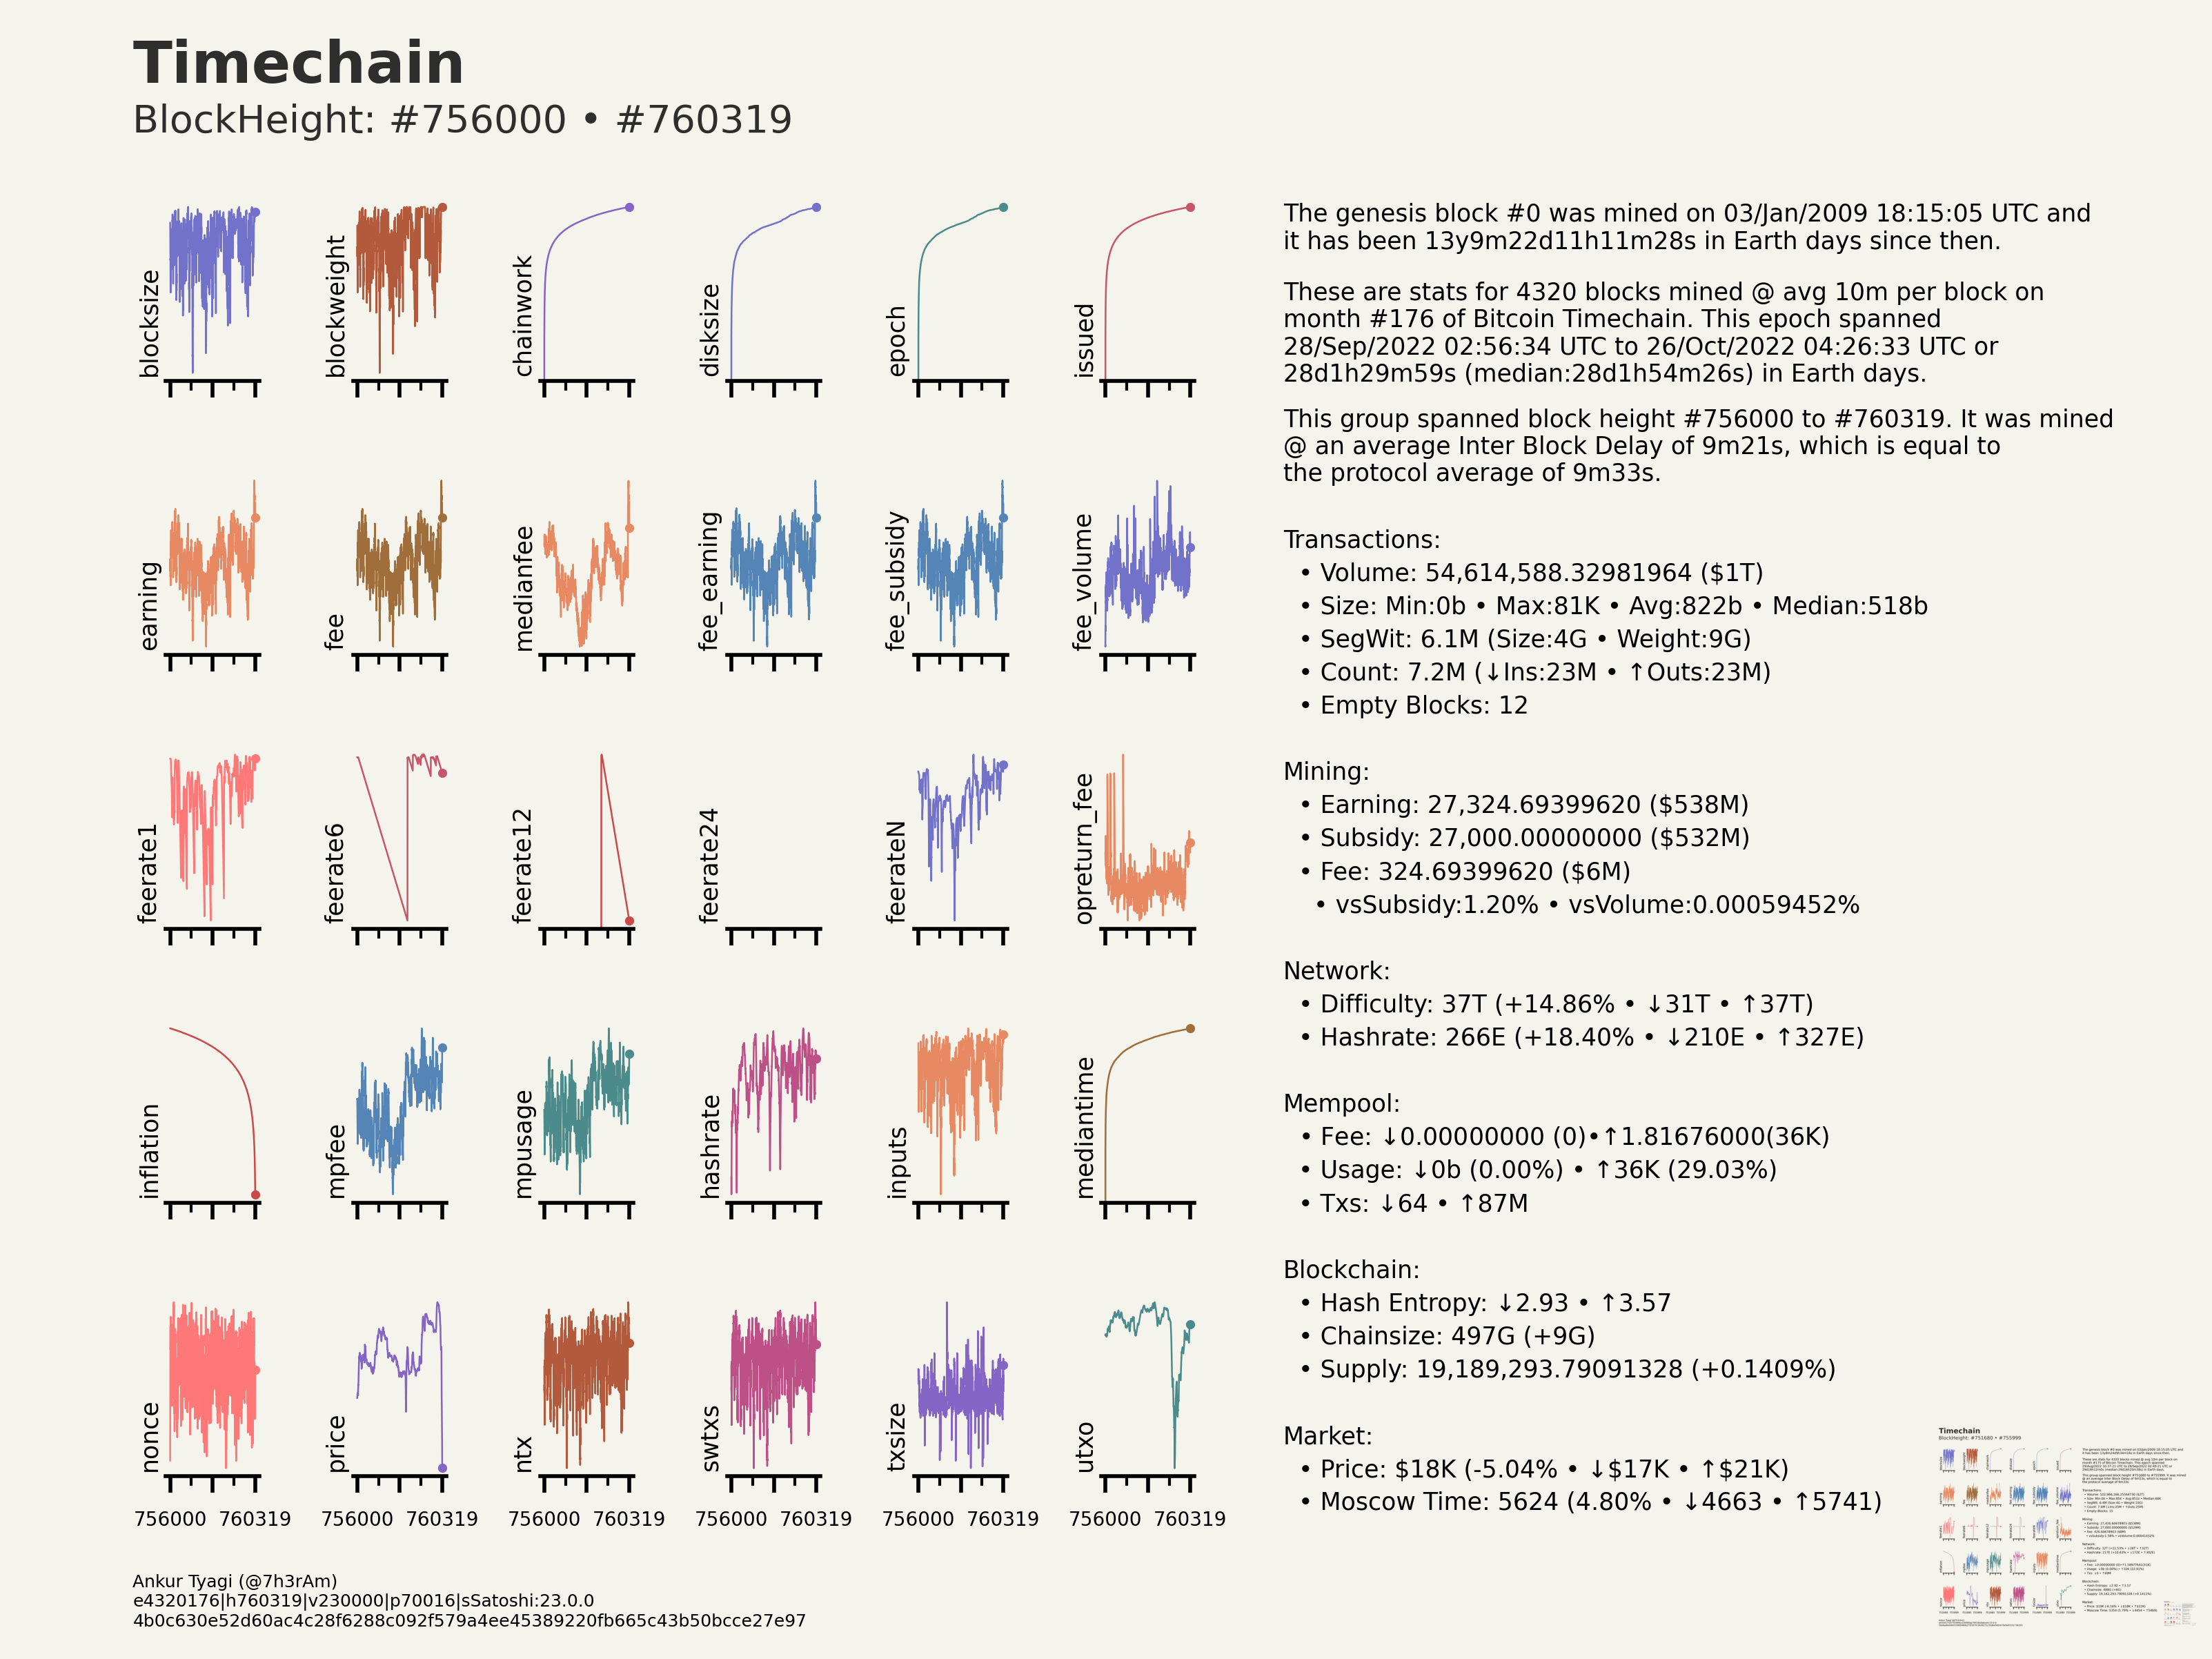 Timechain
BlockHeight: #756000 • #760319
blocksize
blockweight
chainwork
disksize
epoch
issued
earning
fee
medianfee
fee_earning
fee_subsidy
fee_volume
feerate1
feerate6
feerate12
feerate24
feerateN
opreturn_fee
inflation
mpfee
mpusage
hashrate
inputs
mediantime
nonce
price
ntx
swtxs
txsize
utxo
756000 760319 756000 760319 756000 760319 756000 760319 756000 760319 756000 760319
The genesis block #0 was mined on 03/Jan/2009 18:15:05 UTC and
it has been 13y9m22d11h11m28s in Earth days since then.
These are stats for 4320 blocks mined @ avg 10m per block on
month #176 of Bitcoin Timechain. This epoch spanned
28/Sep/2022 02:56:34 UTC to 26/Oct/2022 04:26:33 UTC or
28d1h29m59s (median:28d1h54m26s) in Earth days.
This group spanned block height #756000 to #760319. It was mined
@ an average Inter Block Delay of 9m21s, which is equal to
the protocol average of 9m33s.
Transactions:
• Volume: 54,614,588.32981964 ($1T)
• Size: Min:0b • Max:81K • Avg:822b • Median:518b
• SegWit: 6.1M (Size:4G • Weight:9G)
• Count: 7.2M (↓Ins:23M • ↑Outs:23M)
• Empty Blocks: 12
Mining:
• Earning: 27,324.69399620 ($538M)
• Subsidy: 27,000.00000000 ($532M)
• Fee: 324.69399620 ($6M)
• vsSubsidy:1.20% • vsVolume:0.00059452%
Network:
• Difficulty: 37T (+14.86% • ↓31T • ↑37T)
• Hashrate: 266E (+18.40% • ↓210E • ↑327E)
Mempool:
• Fee: ↓0.00000000 (0)•↑1.81676000(36K)
• Usage: ↓0b (0.00%) • ↑36K (29.03%)
• Txs: ↓64 • ↑87M
Blockchain:
• Hash Entropy: ↓2.93 • ↑3.57
• Chainsize: 497G (+9G)
• Supply: 19,189,293.79091328 (+0.1409%)
Market:
• Price: $18K (-5.04% • ↓$17K • ↑$21K)
• Moscow Time: 5624 (4.80% • ↓4663 • ↑5741)
Ankur Tyagi (@7h3rAm)
e4320176|h760319|v230000|p70016|sSatoshi:23.0.0
4b0c630e52d60ac4c28f6288c092f579a4ee45389220fb665c43b50bcce27e97
Timechain
BlockHeight: #751680 • #755999